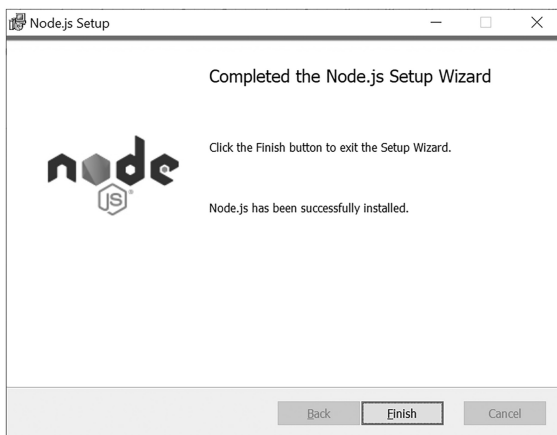 Node.js Setup
Completed the Node.js Setup Wizard
Click the Finish button to exit the Setup Wizard.
node
JS
Node.js has been successfully installed.
Back
Finish
Cancel